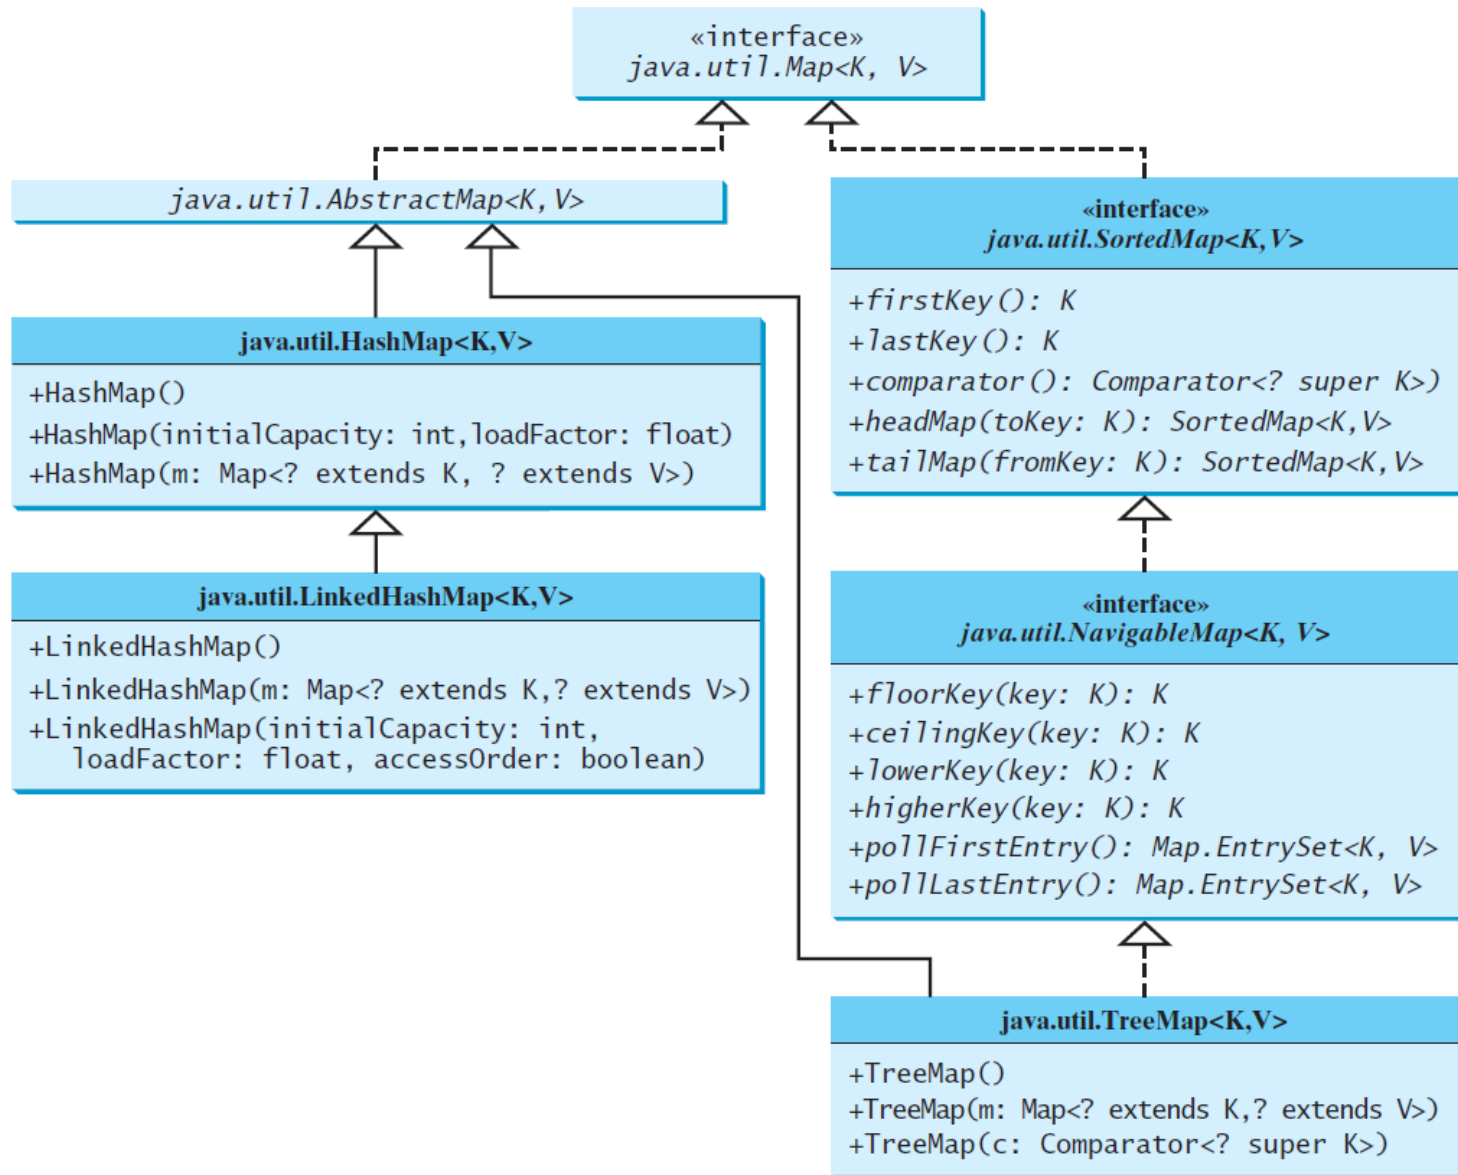 «interface»
java.util.Map<K, V>
java.util.AbstractMap<K,V>
«interface»
java.util.SortedMap<K,V>
+firstKey(): K
+lastKey(): K
+comparator(): Comparator<? super K>)
+headMap(toKey: K): SortedMap<K,V>
+tailMap(fromKey: K): SortedMap<K,V>
java.util.HashMap<K,V>
+HashMap()
+HashMap(initialCapacity: int,loadFactor: float)
+HashMap(m: Map<? extends K, ? extends V>)
java.util.LinkedHashMap<K,V>
+LinkedHashMap()
+LinkedHashMap(m: Map<? extends K,? extends V>)
+LinkedHashMap(initialCapacity: int,
loadFactor: float, accessOrder: boolean)
«interface»
java.util.NavigableMap<K, V>
+floorKey(key: K): K
+ceilingKey(key: K): K
+lowerKey(key: K): K
+higherKey(key: K): K
+pollFirstEntry(): Map.EntrySet<K, V>
+pollLastEntry(): Map.EntrySet<K, V>
java.util.TreeMap<K,V>
+TreeMap()
+TreeMap(m: Map<? extends K,? extends V>)
+TreeMap(c: Comparator<? super K>)